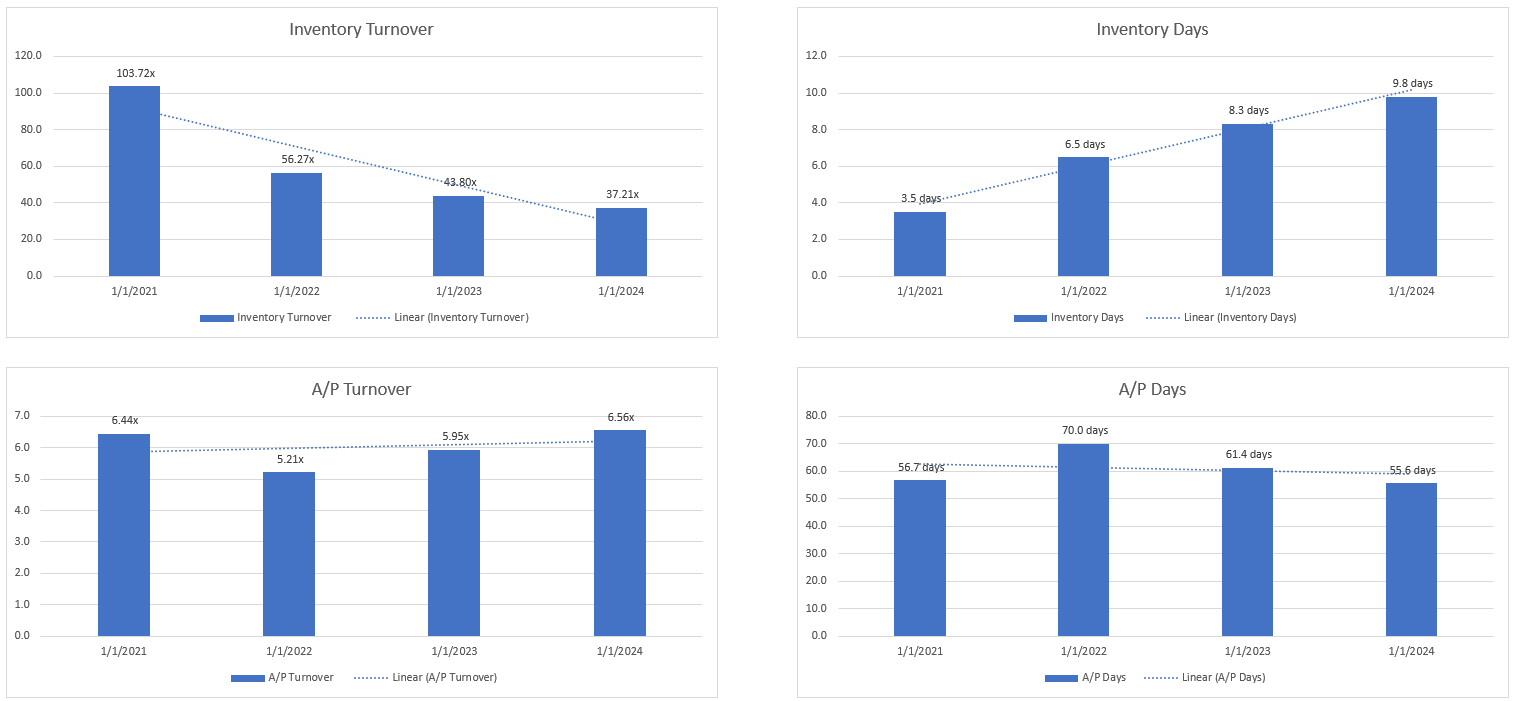 Inventory Turnover
120.0
100.0
80.0
60.0
40.0
20.0
0.0
103.72x
56.27x
43.80x
37.21x
1/1/2021 1/1/2022 1/1/2023 1/1/2024
Inventory Turnover Linear (Inventory Turnover)
Inventory Days
12.0
10.0
8.0
6.0
4.0
2.0
0.0
3.5 days
6.5 days
8.3 days
9.8 days
1/1/2021 1/1/2022 1/1/2023 1/1/2024
Inventory Days Linear (Inventory Days)
A/P Turnover
7.0
6.0
5.0
4.0
3.0
2.0
1.0
0.0
6.44x
5.21x
5.95x
6.56x
1/1/2021 1/1/2022 1/1/2023 1/1/2024
A/P Turnover Linear (A/P Turnover)
A/P Days
80.0
70.0
60.0
50.0
40.0
30.0
20.0
10.0
0.0
56.7 days
70.0 days
61.4 days
55.6 days
1/1/2021 1/1/2022 1/1/2023 1/1/2024
A/P Days Linear (A/P Days)